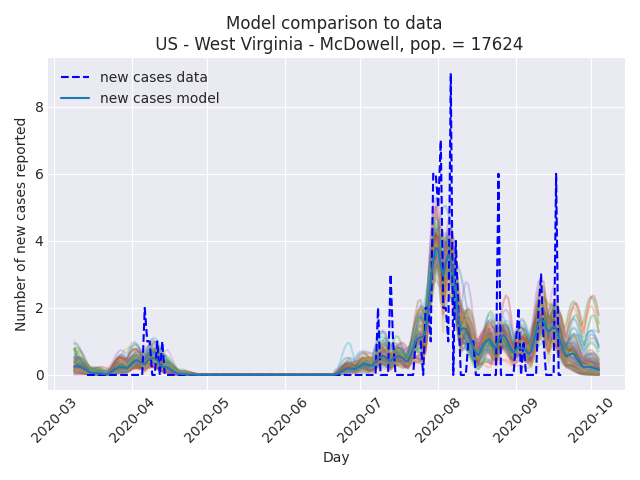 Model comparison to data
US - West Virginia - McDowell, pop. = 17624
new cases data
new cases model
Number of new cases reported
8
6
4
2
0
2020-03
2020-04
2020-05
2020-06
2020-07
2020-08
2020-09
2020-10
Day